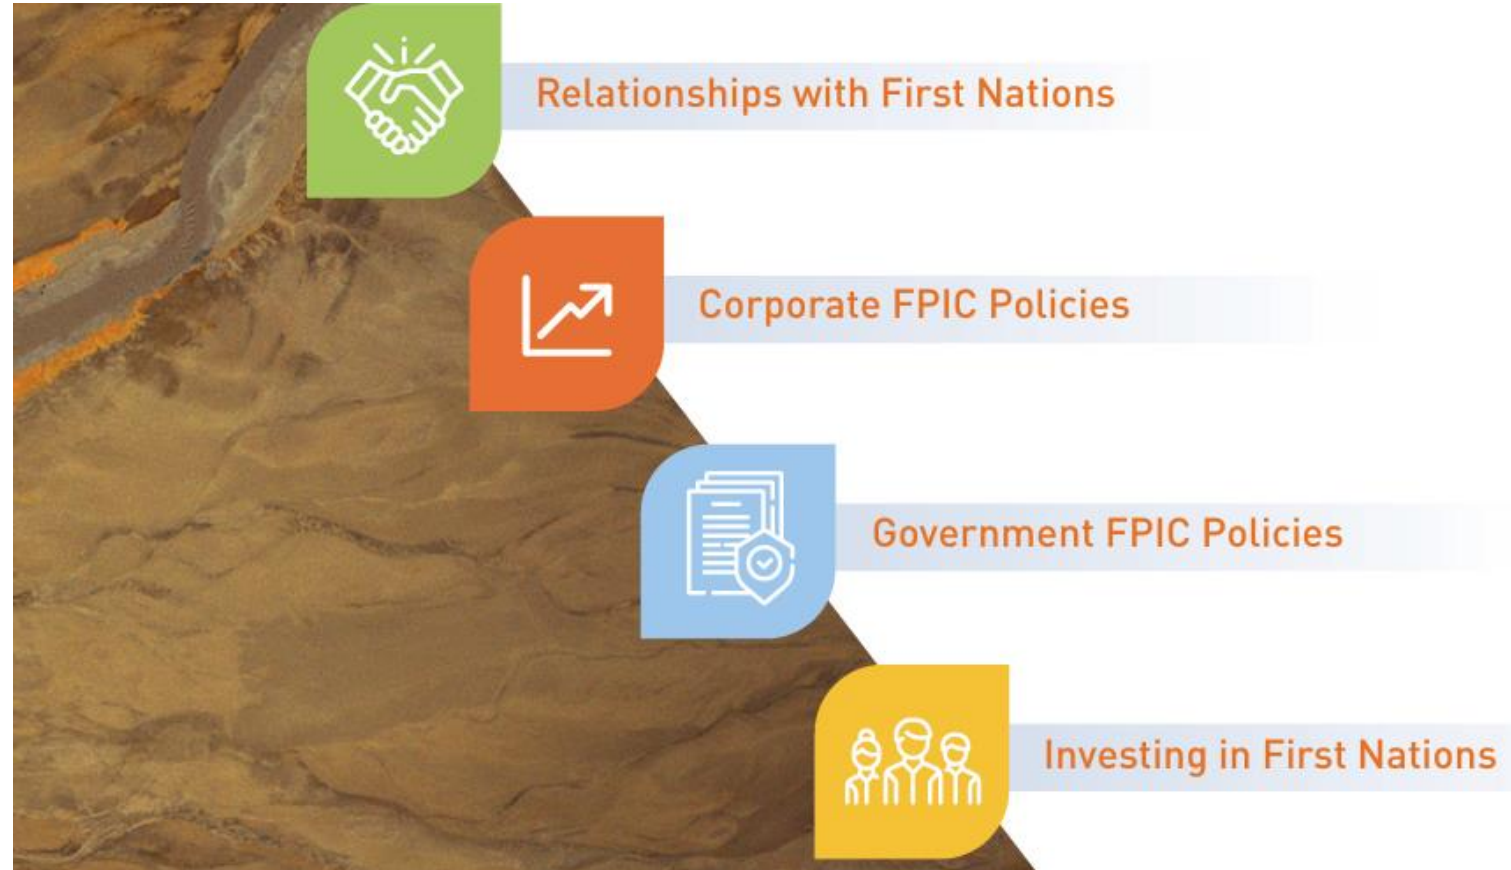 Relationships with First Nations
Corporate FPIC Policies
Government FPIC Policies
Investing in First Nations